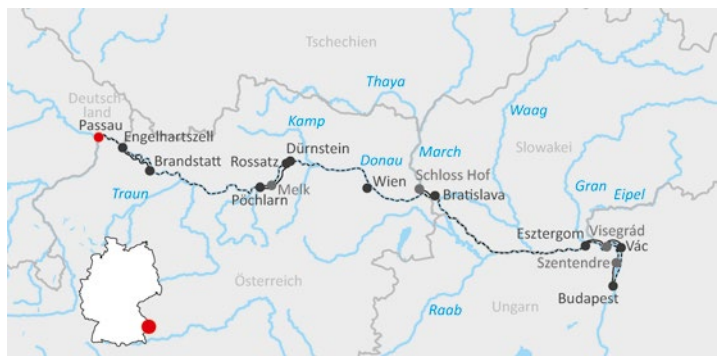 Tschechien
Thaya
Deutsch-
land
Passau
Engelhartszell
Kamp
Waag
Brandstatt
Rossatz
Dürnstein
Donau
March
Slowakei
Traun
Melk
Pöchlarn
Wien
Schloss Hof
Bratislava
Gran
Eipel
Esztergom
Visegrád
Vác
Szentendre
Österreich
Raab
Ungarn
Budapest